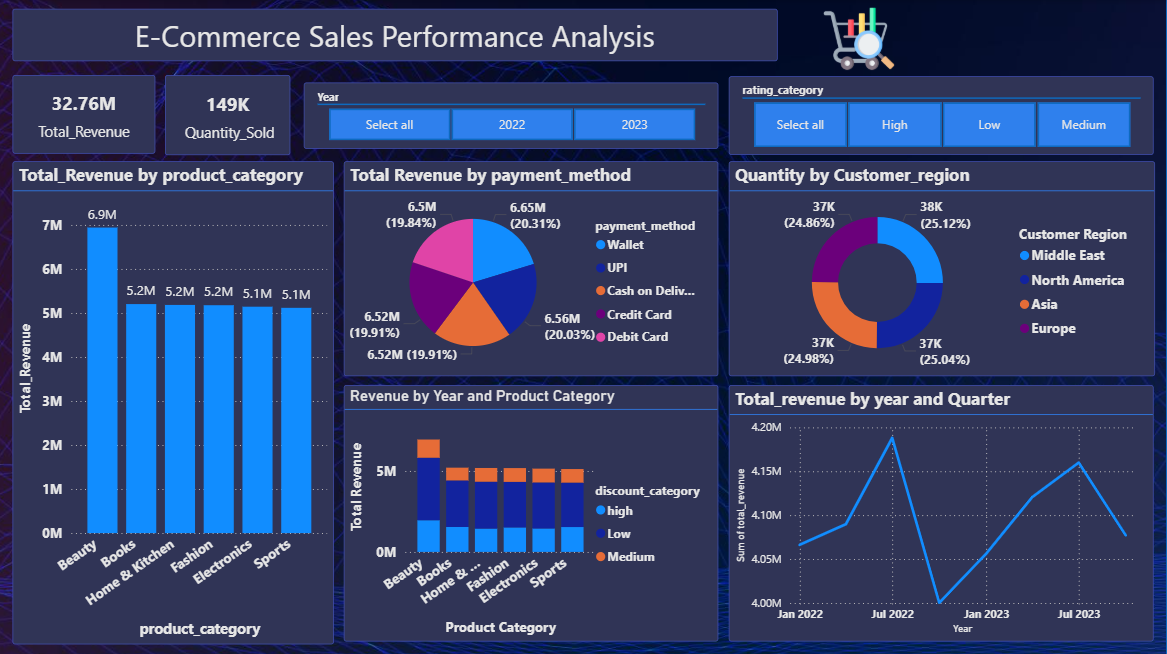 E-Commerce Sales Performance Analysis
32.76M
Total_Revenue
149K
Quantity_Sold
Year
Select all
2022
2023
rating_category
Select all
High
Low
Medium
Total_Revenue by product_category
Total_Revenue
7M
6M
5M
4M
3M
2M
1M
0M
6.9M
5.2M
5.2M
5.2M
5.1M
5.1M
Beauty
Books
Home & Kitchen
Fashion
Electronics
Sports
product_category
Total Revenue by payment_method
6.5M
(19.84%)
6.65M
(20.31%)
6.52M
(19.91%)
6.56M
(20.03%)
6.52M (19.91%)
payment_method
Wallet
UPI
Cash on Deliv...
Credit Card
Debit Card
Quantity by Customer_region
37K
(24.86%)
38K
(25.12%)
37K
(24.98%)
37K
(25.04%)
Customer Region
Middle East
North America
Asia
Europe
Revenue by Year and Product Category
Total Revenue
5M
0M
Beauty
Books
Home & ...
Fashion
Electronics
Sports
Product Category
discount_category
high
Low
Medium
Total_revenue by year and Quarter
Sum of total_revenue
4.20M
4.15M
4.10M
4.05M
4.00M
Jan 2022
Jul 2022
Jan 2023
Jul 2023
Year